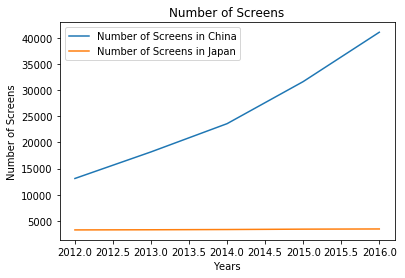 Number of Screens
Number of Screens in China
Number of Screens in Japan
Number of Screens
40000
35000
30000
25000
20000
15000
10000
5000
2012.0 2012.5 2013.0 2013.5 2014.0 2014.5 2015.0 2015.5 2016.0
Years